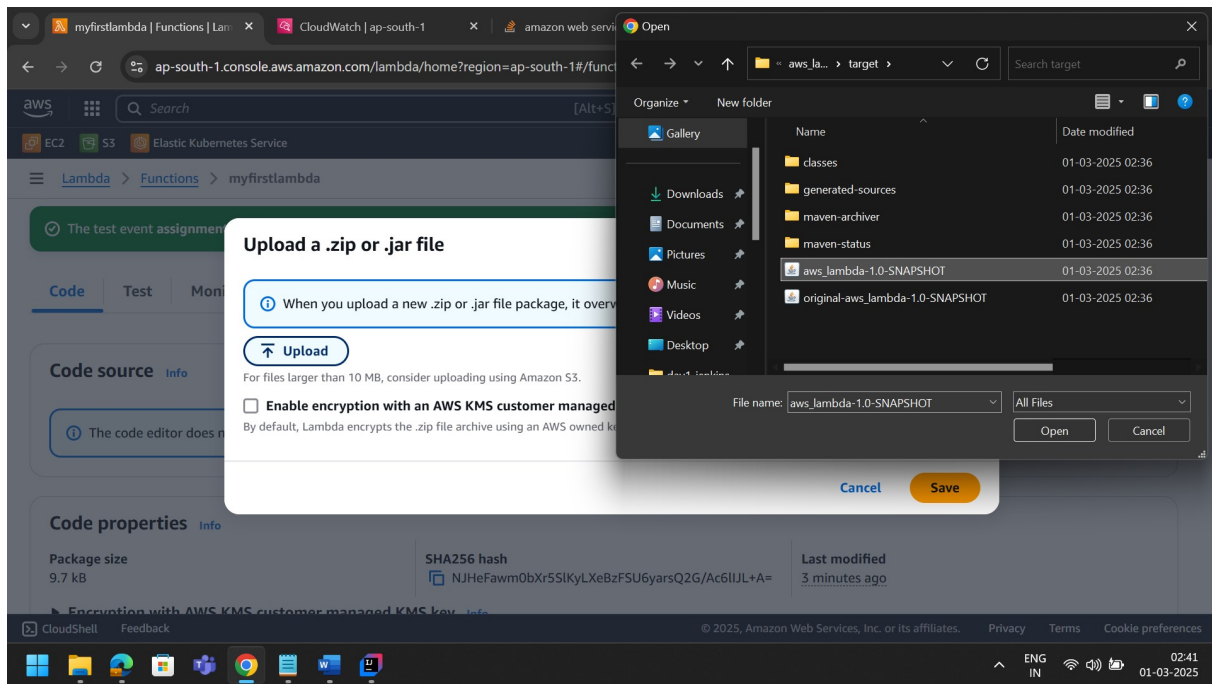 myfirstlambda | Functions | Lam
CloudWatch | ap-south-1
amazon web servi
ap-south-1.console.aws.amazon.com/lambda/home?region=ap-south-1#/funct
aws
Search
[Alt+S]
EC2
S3
Elastic Kubernetes Service
Lambda > Functions > myfirstlambda
The test event assignmen
Code
Test
Moni
Code source Info
The code editor does n
Upload a .zip or .jar file
When you upload a new .zip or .jar file package, it overw
Upload
For files larger than 10 MB, consider uploading using Amazon S3.
Enable encryption with an AWS KMS customer managed
By default, Lambda encrypts the .zip file archive using an AWS owned ke
Cancel
Save
Open
« aws_la... > target >
Search target
Organize
New folder
Gallery
Downloads
Documents
Pictures
Music
Videos
Desktop
Name
Date modified
classes
01-03-2025 02:36
generated-sources
01-03-2025 02:36
maven-archiver
01-03-2025 02:36
maven-status
01-03-2025 02:36
aws_lambda-1.0-SNAPSHOT
01-03-2025 02:36
original-aws_lambda-1.0-SNAPSHOT
01-03-2025 02:36
File name: aws_lambda-1.0-SNAPSHOT
All Files
Open
Cancel
Code properties Info
Package size
9.7 kB
SHA256 hash
Last modified
3 minutes ago
Encryption with AWS KMS customer managed KMS key Info
CloudShell
Feedback
© 2025, Amazon Web Services, Inc. or its affiliates.
Privacy
Terms
Cookie preferences
ENG
IN
02:41
01-03-2025